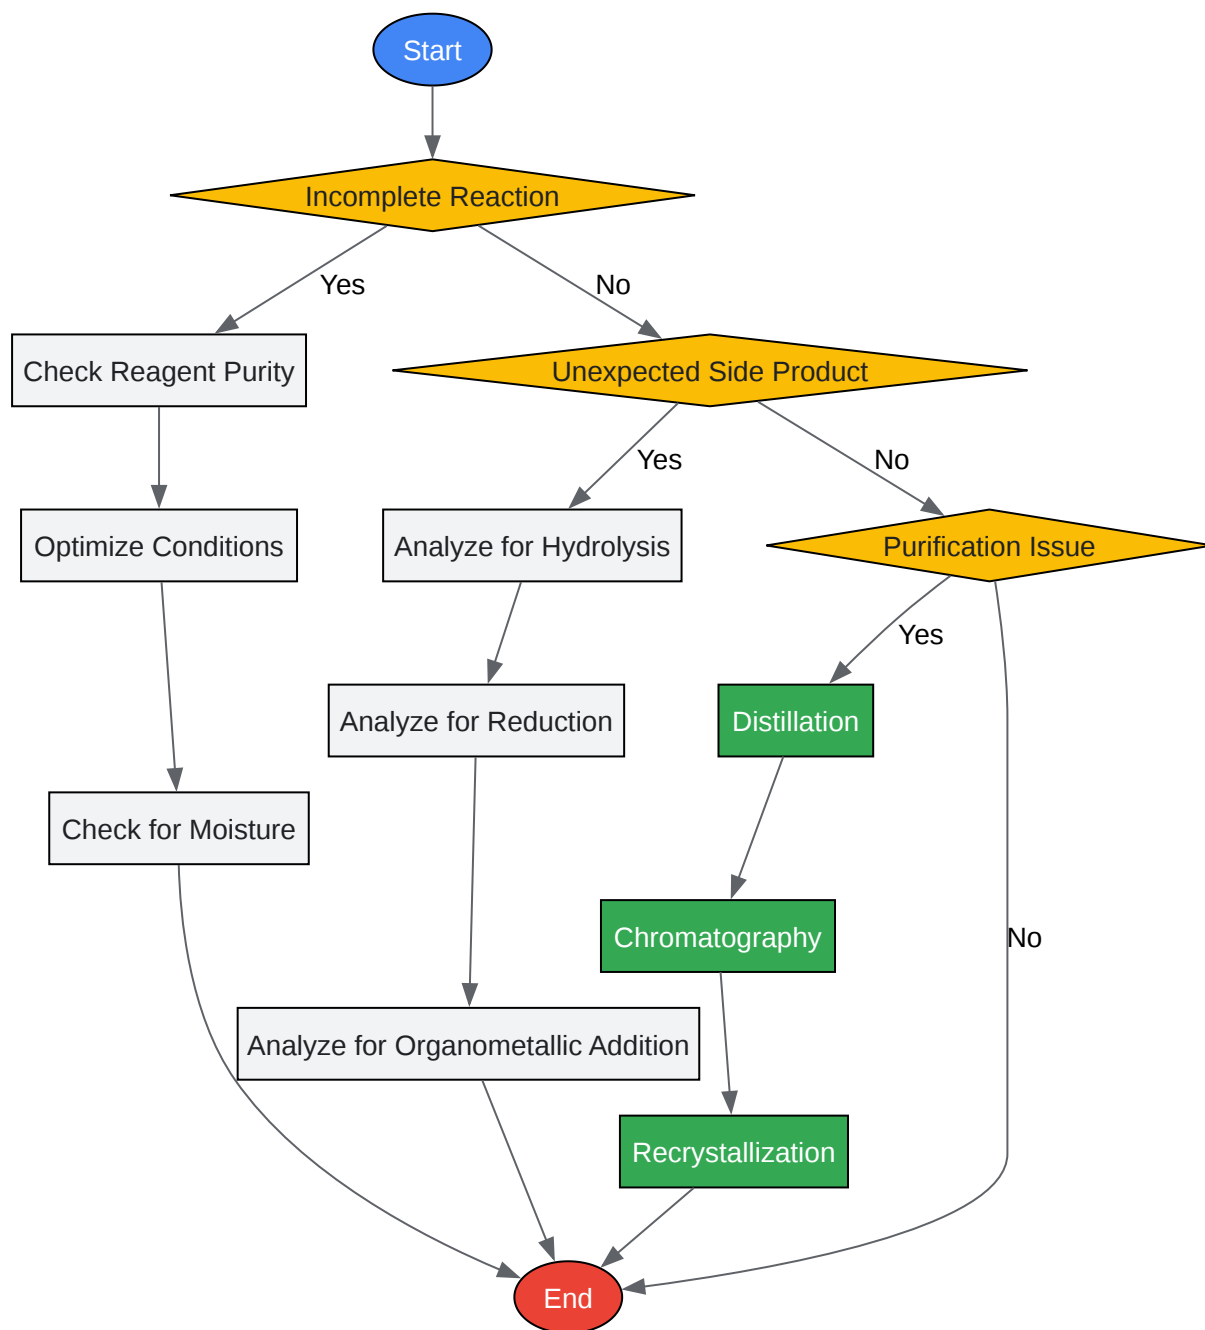 Start
Incomplete Reaction
Yes
No
Check Reagent Purity
Unexpected Side Product
Yes
No
Optimize Conditions
Analyze for Hydrolysis
Purification Issue
Yes
Analyze for Reduction
Distillation
Check for Moisture
Chromatography
No
Analyze for Organometallic Addition
Recrystallization
End